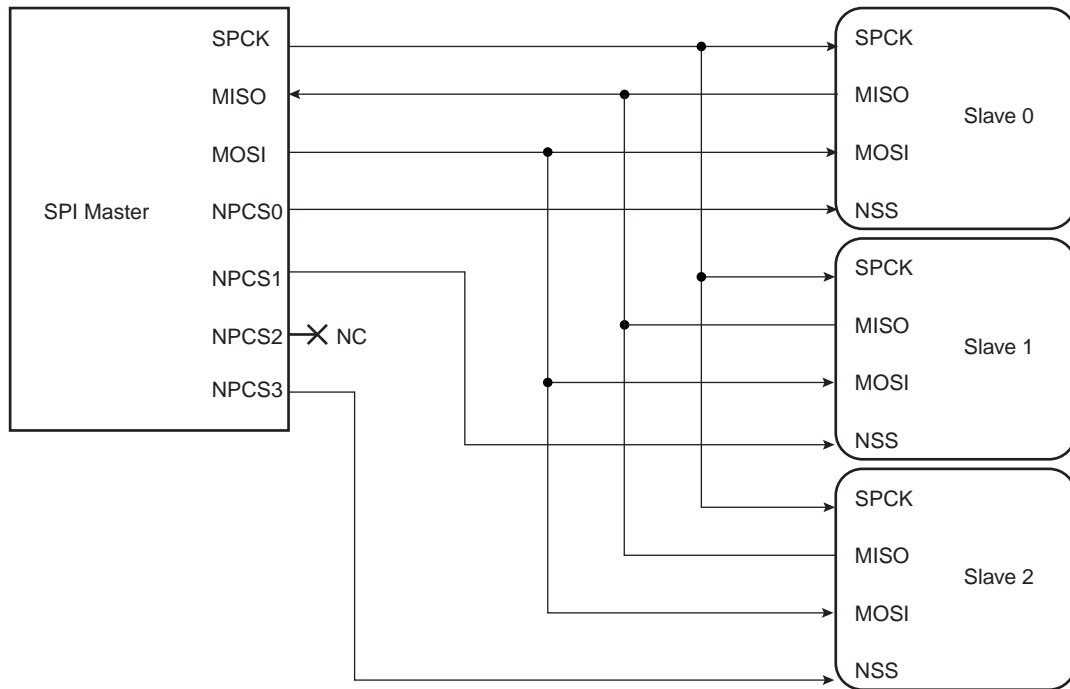 SPI Master
SPCK
MISO
MOSI
NPCS0
NPCS1
NPCS2
NC
NPCS3
SPCK
MISO
Slave 0
MOSI
NSS
SPCK
MISO
Slave 1
MOSI
NSS
SPCK
MISO
Slave 2
MOSI
NSS